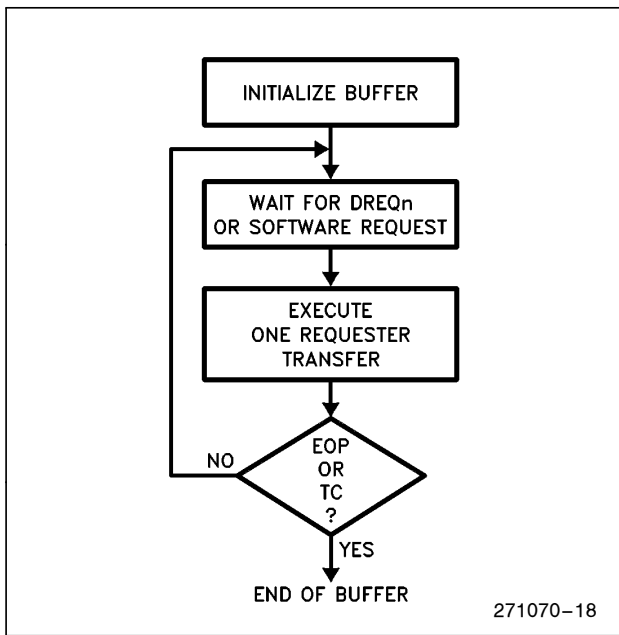 INITIALIZE BUFFER
WAIT FOR DREQn
OR SOFTWARE REQUEST
EXECUTE
ONE REQUESTER
TRANSFER
EOP
OR
TC
?
NO
YES
END OF BUFFER
271070-18